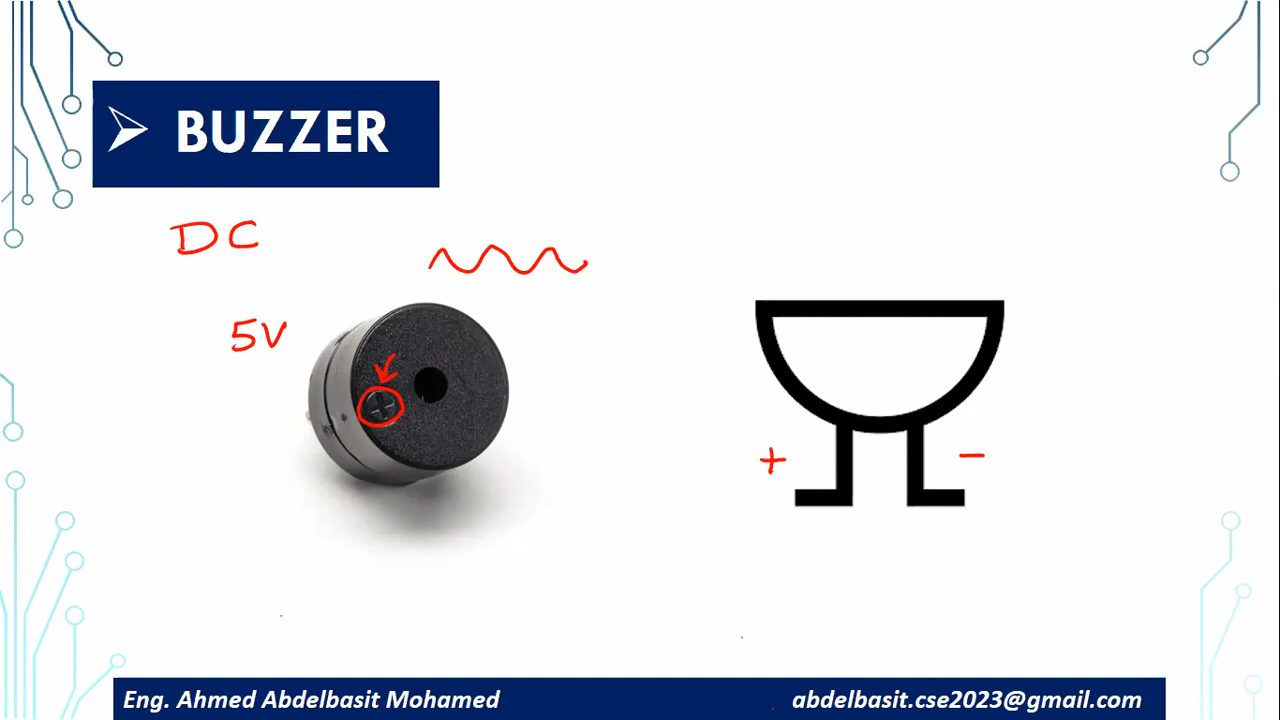 BUZZER
DC
5V
+
+ -
Eng. Ahmed Abdelbasit Mohamed
abdelbasit.cse2023@gmail.com